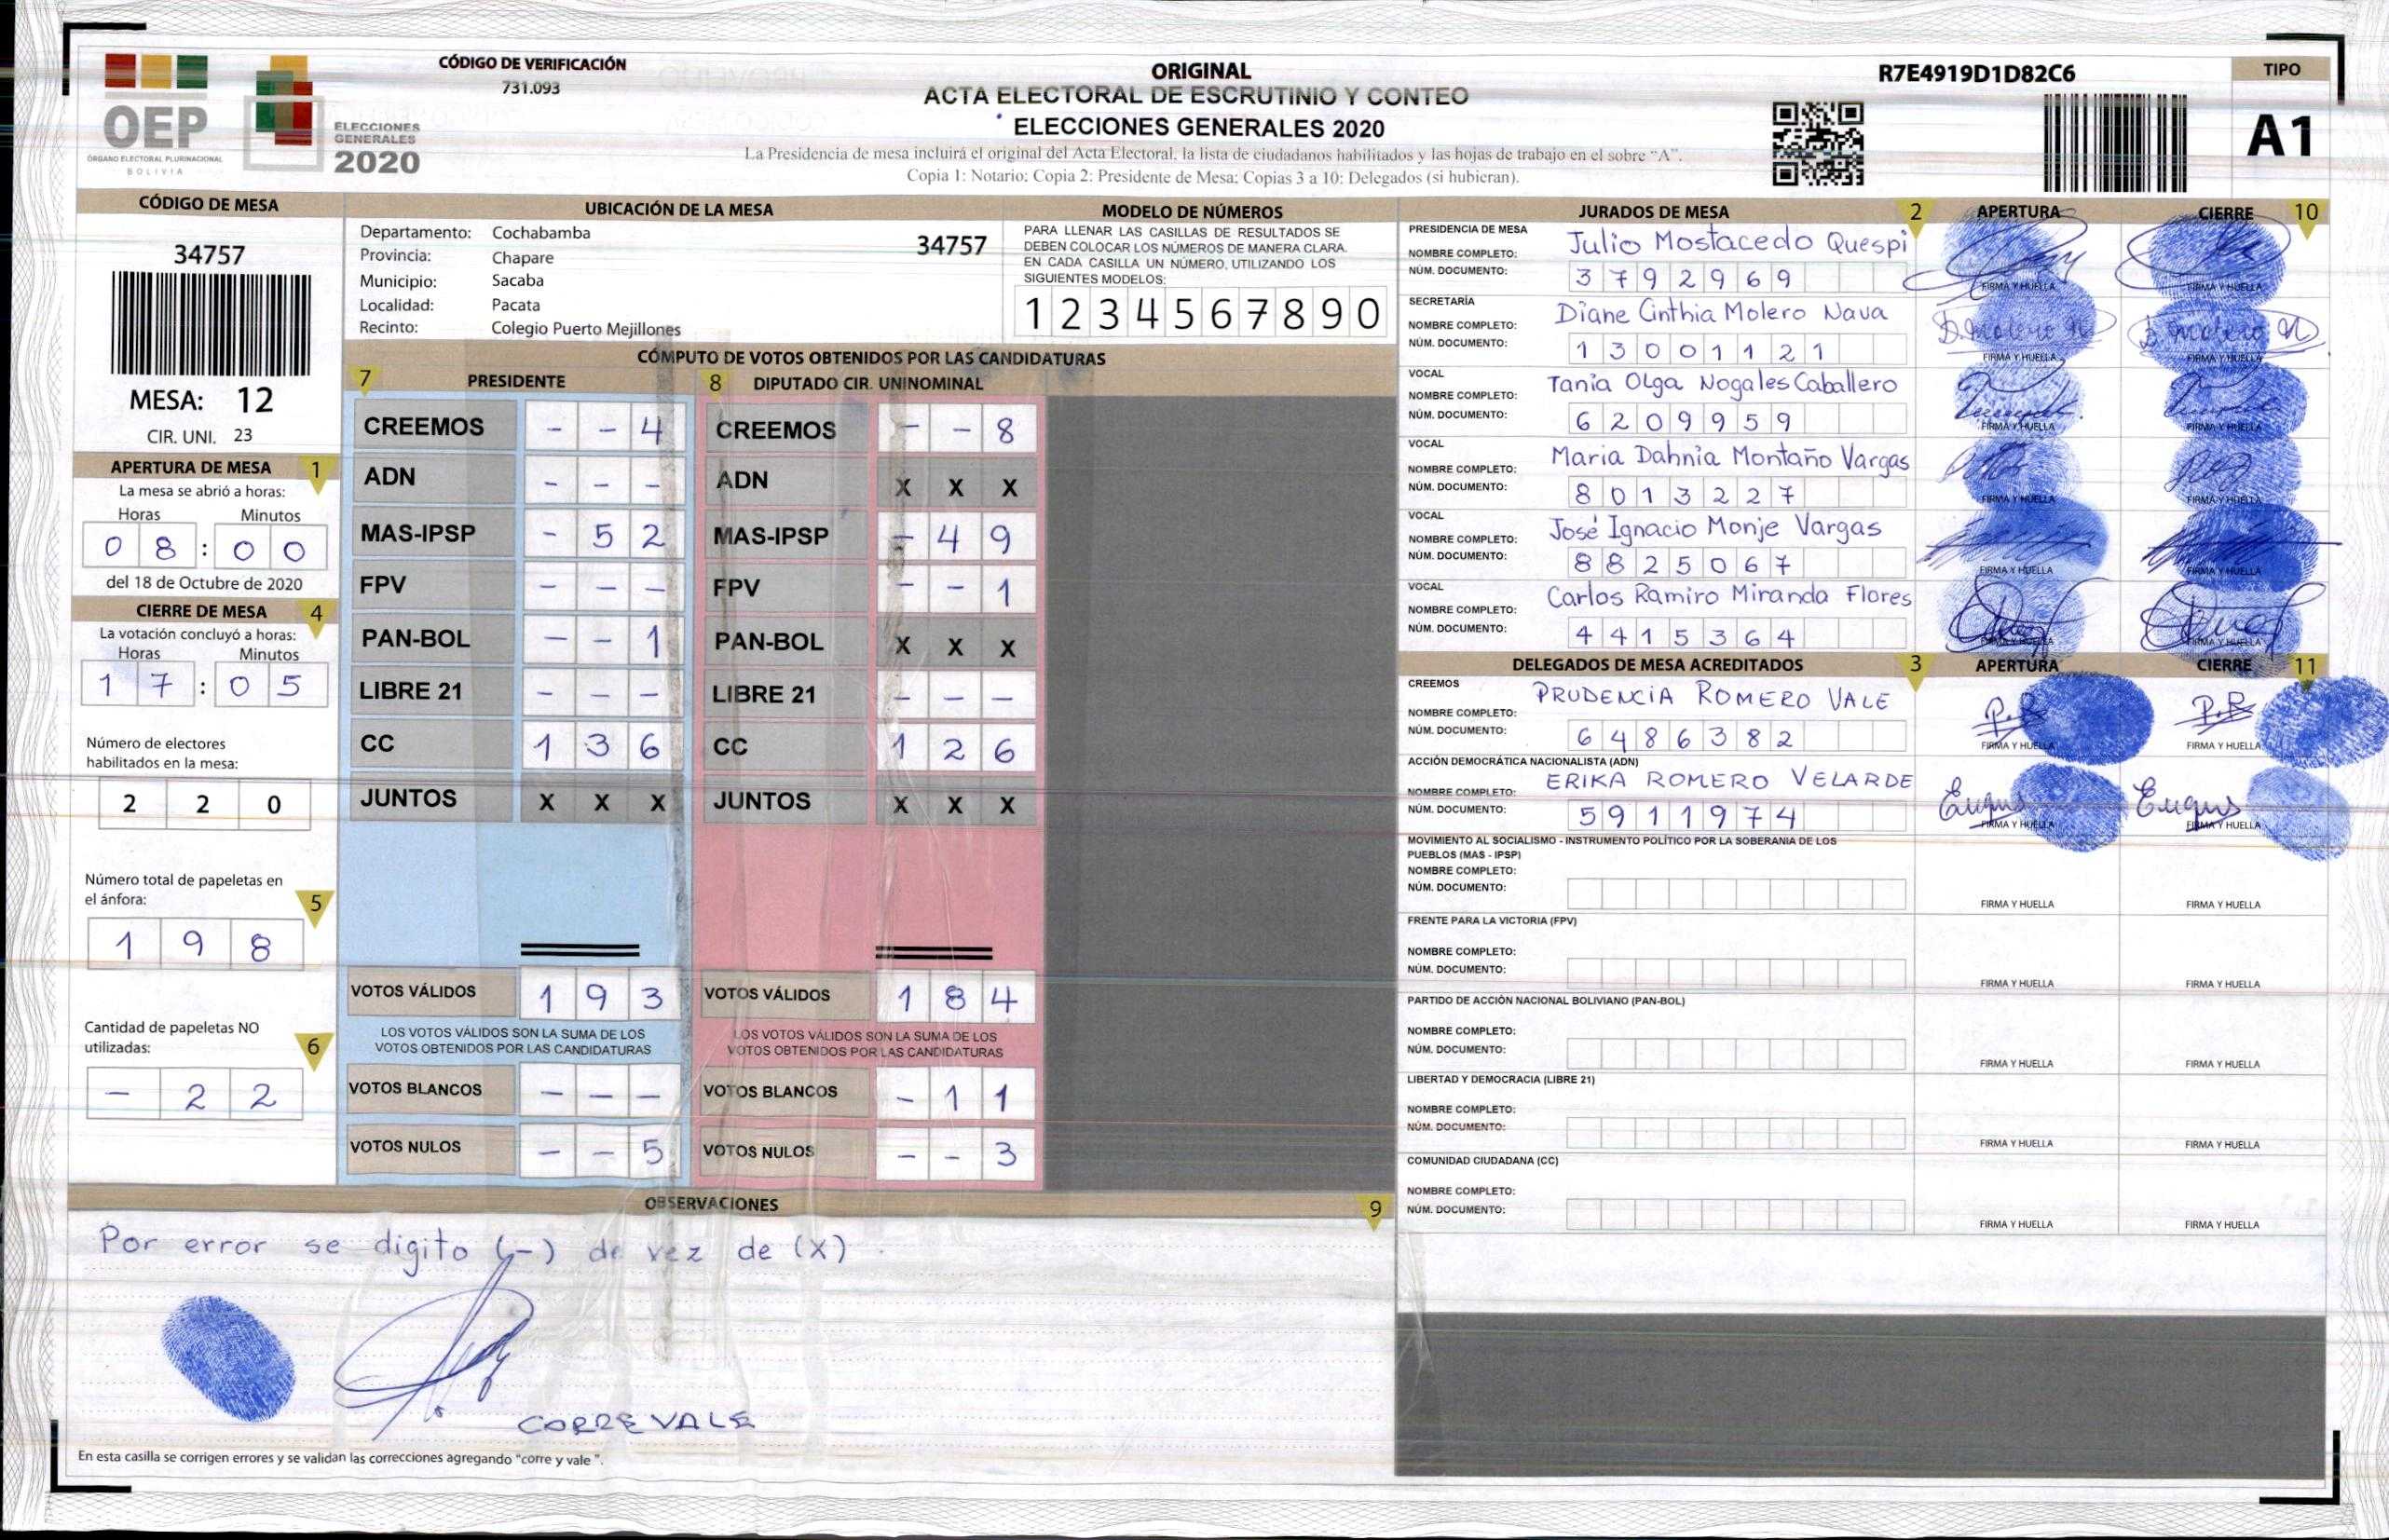 OEP
ÓRGANO ELECTORAL PLURINACIONAL
BOLIVIA
ELECCIONES
GENERALES
2020
CÓDIGO DE VERIFICACIÓN
731.093
ORIGINAL
ACTA ELECTORAL DE ESCRUTINIO Y CONTEO
ELECCIONES GENERALES 2020
La Presidencia de mesa incluirá el original del Acta Electoral, la lista de ciudadanos habilitados y las hojas de trabajo en el sobre "A".
Copia 1: Notario; Copia 2: Presidente de Mesa; Copias 3 a 10: Delegados (si hubieran).
R7E4919D1D82C6
TIPO
A1
CÓDIGO DE MESA
34757
MESA: 12
CIR. UNI. 23
APERTURA DE MESA 1
La mesa se abrió a horas:
Horas Minutos
0 8 : 0 0
del 18 de Octubre de 2020
CIERRE DE MESA 4
La votación concluyó a horas:
Horas Minutos
1 7 : 0 5
Número de electores
habilitados en la mesa:
2 2 0
Número total de papeletas en
el ánfora: 5
1 9 8
Cantidad de papeletas NO
utilizadas: 6
- 2 2
UBICACIÓN DE LA MESA
Departamento: Cochabamba 34757
Provincia: Chapare
Municipio: Sacaba
Localidad: Pacata
Recinto: Colegio Puerto Mejillones
MODELO DE NÚMEROS
PARA LLENAR LAS CASILLAS DE RESULTADOS SE
DEBEN COLOCAR LOS NÚMEROS DE MANERA CLARA.
EN CADA CASILLA UN NÚMERO, UTILIZANDO LOS
SIGUIENTES MODELOS:
1 2 3 4 5 6 7 8 9 0
CÓMPUTO DE VOTOS OBTENIDOS POR LAS CANDIDATURAS
7 PRESIDENTE 8 DIPUTADO CIR. UNINOMINAL
CREEMOS - - 4 CREEMOS - - 8
ADN - - - ADN X X X
MAS-IPSP - 5 2 MAS-IPSP - 4 9
FPV - - - FPV - - 1
PAN-BOL - - 1 PAN-BOL X X X
LIBRE 21 - - - LIBRE 21 - - -
CC 1 3 6 CC 1 2 6
JUNTOS X X X JUNTOS X X X
VOTOS VÁLIDOS 1 9 3 VOTOS VÁLIDOS 1 8 4
LOS VOTOS VÁLIDOS SON LA SUMA DE LOS LOS VOTOS VÁLIDOS SON LA SUMA DE LOS
VOTOS OBTENIDOS POR LAS CANDIDATURAS VOTOS OBTENIDOS POR LAS CANDIDATURAS
VOTOS BLANCOS - - - VOTOS BLANCOS - 1 1
VOTOS NULOS - - 5 VOTOS NULOS - - 3
OBSERVACIONES 9
Por error se digito (-) de vez de (X).
CORRE VALE
En esta casilla se corrigen errores y se validan las correcciones agregando "corre y vale ".
JURADOS DE MESA 2 APERTURA CIERRE 10
PRESIDENCIA DE MESA
NOMBRE COMPLETO: Julio Mostacedo Quespi
NÚM. DOCUMENTO: 3 7 9 2 9 6 9 FIRMA Y HUELLA FIRMA Y HUELLA
SECRETARÍA
NOMBRE COMPLETO: Diane Cinthia Molero Nava
NÚM. DOCUMENTO: 1 3 0 0 1 1 2 1 FIRMA Y HUELLA FIRMA Y HUELLA
VOCAL
NOMBRE COMPLETO: Tania Olga Nogales Caballero
NÚM. DOCUMENTO: 6 2 0 9 9 5 9 FIRMA Y HUELLA FIRMA Y HUELLA
VOCAL
NOMBRE COMPLETO: Maria Dahnia Montaño Vargas
NÚM. DOCUMENTO: 8 0 1 3 2 2 7 FIRMA Y HUELLA FIRMA Y HUELLA
VOCAL
NOMBRE COMPLETO: José Ignacio Monje Vargas
NÚM. DOCUMENTO: 8 8 2 5 0 6 7 FIRMA Y HUELLA FIRMA Y HUELLA
VOCAL
NOMBRE COMPLETO: Carlos Ramiro Miranda Flores
NÚM. DOCUMENTO: 4 4 1 5 3 6 4 FIRMA Y HUELLA FIRMA Y HUELLA
DELEGADOS DE MESA ACREDITADOS 3 APERTURA CIERRE 11
CREEMOS
NOMBRE COMPLETO: PRUDENCIA ROMERO VALE
NÚM. DOCUMENTO: 6 4 8 6 3 8 2 FIRMA Y HUELLA FIRMA Y HUELLA
ACCIÓN DEMOCRÁTICA NACIONALISTA (ADN)
NOMBRE COMPLETO: ERIKA ROMERO VELARDE
NÚM. DOCUMENTO: 5 9 1 1 9 7 4 FIRMA Y HUELLA FIRMA Y HUELLA
MOVIMIENTO AL SOCIALISMO - INSTRUMENTO POLÍTICO POR LA SOBERANIA DE LOS
PUEBLOS (MAS - IPSP)
NOMBRE COMPLETO:
NÚM. DOCUMENTO: FIRMA Y HUELLA FIRMA Y HUELLA
FRENTE PARA LA VICTORIA (FPV)
NOMBRE COMPLETO:
NÚM. DOCUMENTO: FIRMA Y HUELLA FIRMA Y HUELLA
PARTIDO DE ACCIÓN NACIONAL BOLIVIANO (PAN-BOL)
NOMBRE COMPLETO:
NÚM. DOCUMENTO: FIRMA Y HUELLA FIRMA Y HUELLA
LIBERTAD Y DEMOCRACIA (LIBRE 21)
NOMBRE COMPLETO:
NÚM. DOCUMENTO: FIRMA Y HUELLA FIRMA Y HUELLA
COMUNIDAD CIUDADANA (CC)
NOMBRE COMPLETO:
NÚM. DOCUMENTO: FIRMA Y HUELLA FIRMA Y HUELLA